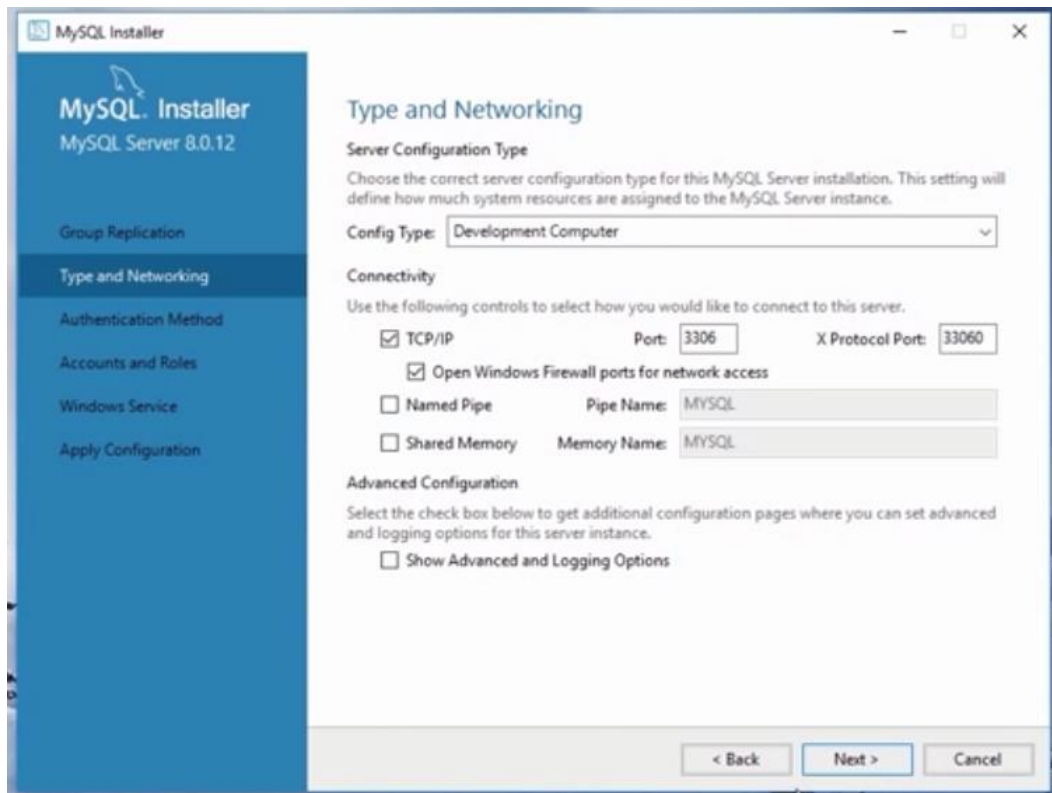 MySQL Installer
MySQL. Installer
MySQL Server 8.0.12
Group Replication
Type and Networking
Authentication Method
Accounts and Roles
Windows Service
Apply Configuration
Type and Networking
Server Configuration Type
Choose the correct server configuration type for this MySQL Server installation. This setting will
define how much system resources are assigned to the MySQL Server instance.
Config Type: Development Computer
Connectivity
Use the following controls to select how you would like to connect to this server.
TCP/IP Port: 3306 X Protocol Port: 33060
Open Windows Firewall ports for network access
Named Pipe Pipe Name: MYSQL
Shared Memory Memory Name: MYSQL
Advanced Configuration
Select the check box below to get additional configuration pages where you can set advanced
and logging options for this server instance.
Show Advanced and Logging Options
< Back Next > Cancel